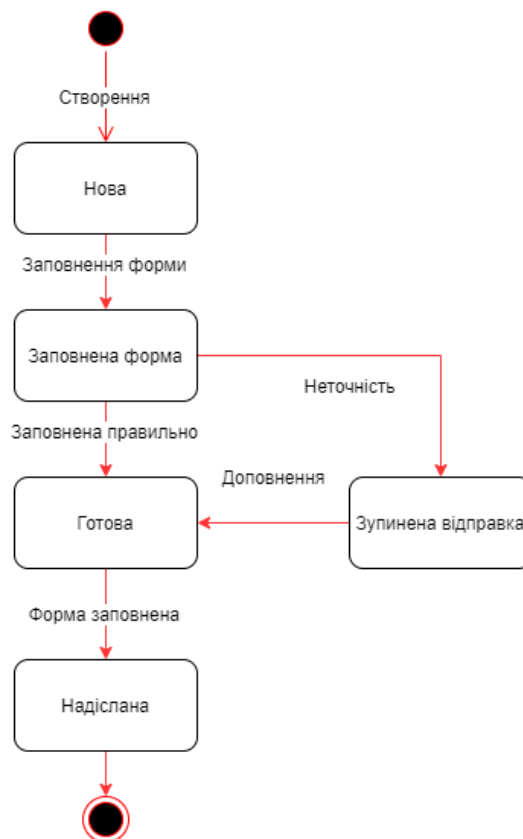 Створення
Нова
Заповнення форми
Заповнена форма
Неточність
Заповнена правильно
Доповнення
Готова
Зупинена відправка
Форма заповнена
Надіслана